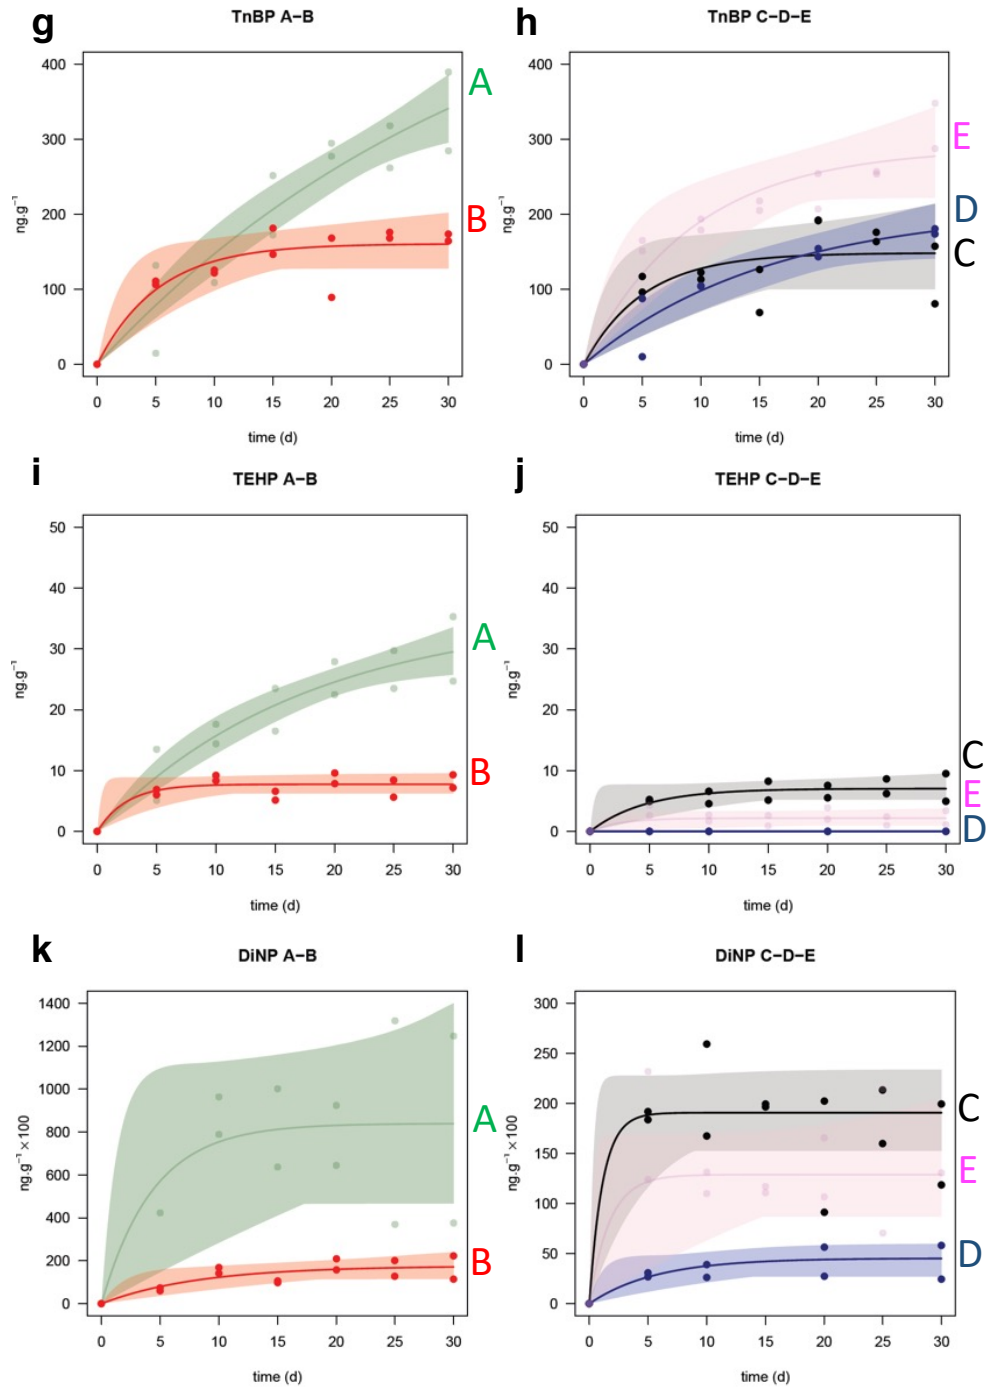 g
TnBP A−B
400
300
200
100
0
ng.g⁻¹
0 5 10 15 20 25 30
time (d)
A
B
h
TnBP C−D−E
400
300
200
100
0
ng.g⁻¹
0 5 10 15 20 25 30
time (d)
E
D
C
i
TEHP A−B
50
40
30
20
10
0
ng.g⁻¹
0 5 10 15 20 25 30
time (d)
A
B
j
TEHP C−D−E
50
40
30
20
10
0
ng.g⁻¹
0 5 10 15 20 25 30
time (d)
C
E
D
k
DiNP A−B
1400
1200
1000
800
600
400
200
0
ng.g⁻¹ ×100
0 5 10 15 20 25 30
time (d)
A
B
l
DiNP C−D−E
300
250
200
150
100
50
0
ng.g⁻¹ ×100
0 5 10 15 20 25 30
time (d)
C
E
D